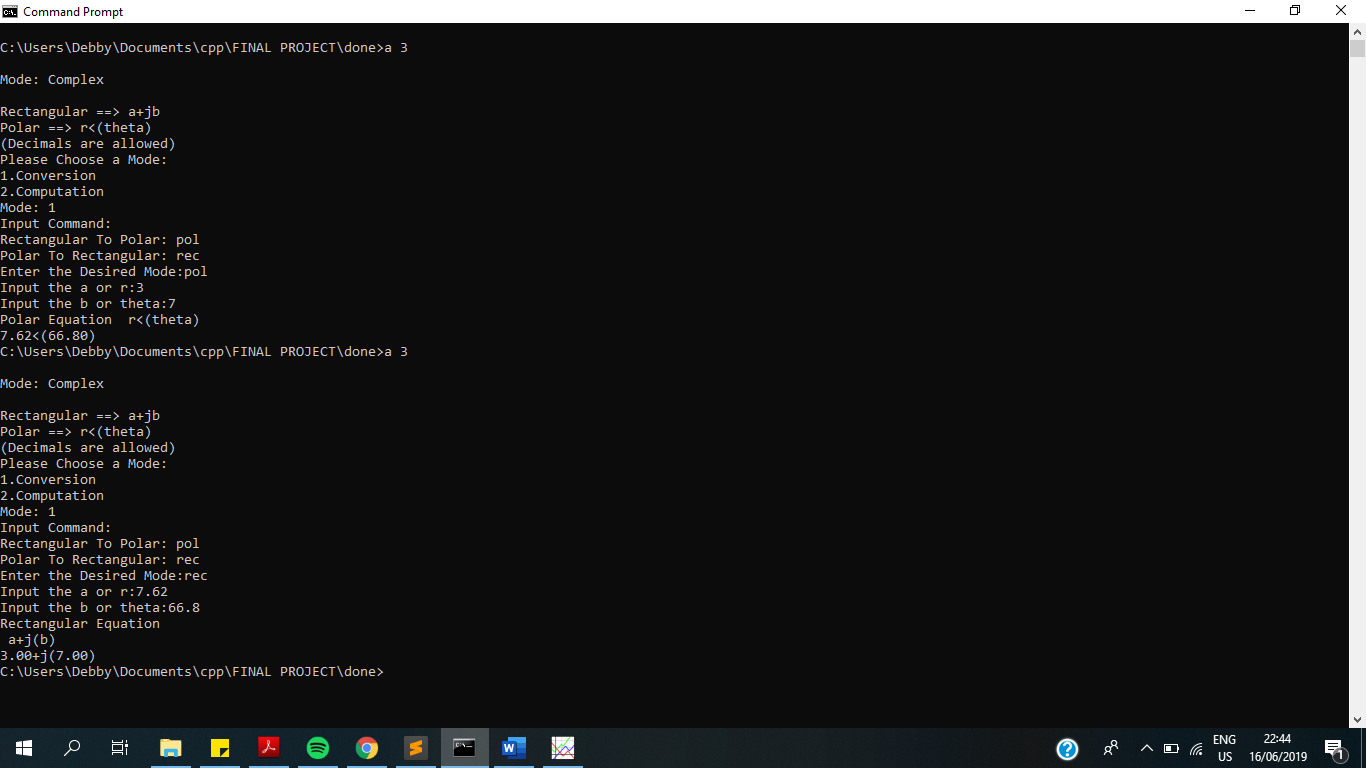 Command Prompt
C:\Users\Debby\Documents\cpp\FINAL PROJECT\done>a 3
Mode: Complex
Rectangular ==> a+jb
Polar ==> r<(theta)
(Decimals are allowed)
Please Choose a Mode:
1.Conversion
2.Computation
Mode: 1
Input Command:
Rectangular To Polar: pol
Polar To Rectangular: rec
Enter the Desired Mode:pol
Input the a or r:3
Input the b or theta:7
Polar Equation  r<(theta)
7.62<(66.80)
C:\Users\Debby\Documents\cpp\FINAL PROJECT\done>a 3
Mode: Complex
Rectangular ==> a+jb
Polar ==> r<(theta)
(Decimals are allowed)
Please Choose a Mode:
1.Conversion
2.Computation
Mode: 1
Input Command:
Rectangular To Polar: pol
Polar To Rectangular: rec
Enter the Desired Mode:rec
Input the a or r:7.62
Input the b or theta:66.8
Rectangular Equation
 a+j(b)
3.00+j(7.00)
C:\Users\Debby\Documents\cpp\FINAL PROJECT\done>
ENG 22:44
US 16/06/2019 1